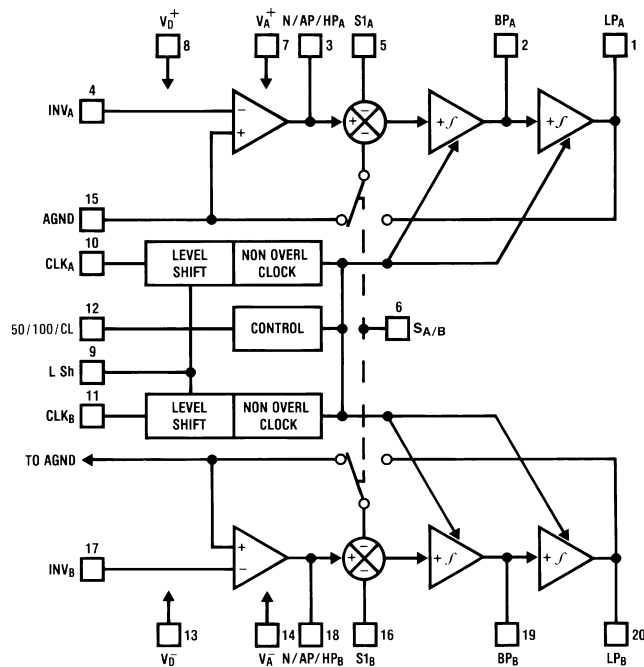 V_D^+ V_A^+ N/AP/HP_A S1_A BP_A LP_A
8 7 3 5 2 1
4
INV_A
− + + − − +∫ +∫
15
AGND
10
CLK_A LEVEL SHIFT NON OVERL CLOCK
12
50/100/CL CONTROL
6
S_A/B
9
L Sh
11
CLK_B LEVEL SHIFT NON OVERL CLOCK
TO AGND
17
INV_B
+ − + − − +∫ +∫
13 14 18 16 19 20
V_D^- V_A^- N/AP/HP_B S1_B BP_B LP_B